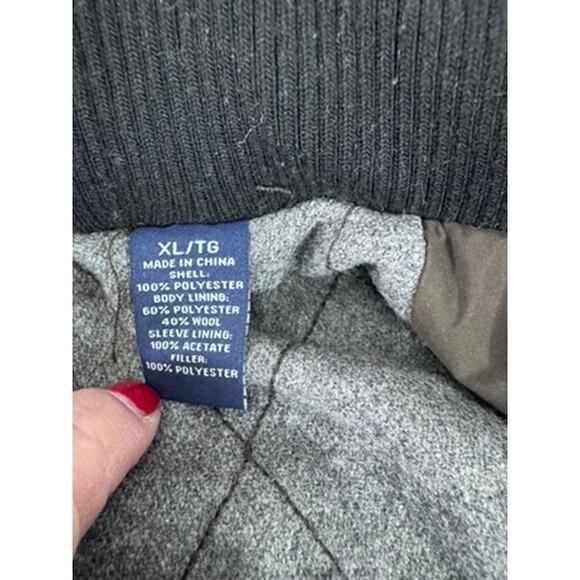 XL/TG
MADE IN CHINA
SHELL:
100% POLYESTER
BODY LINING:
60% POLYESTER
40% WOOL
SLEEVE LINING:
100% ACETATE
FILLER:
100% POLYESTER